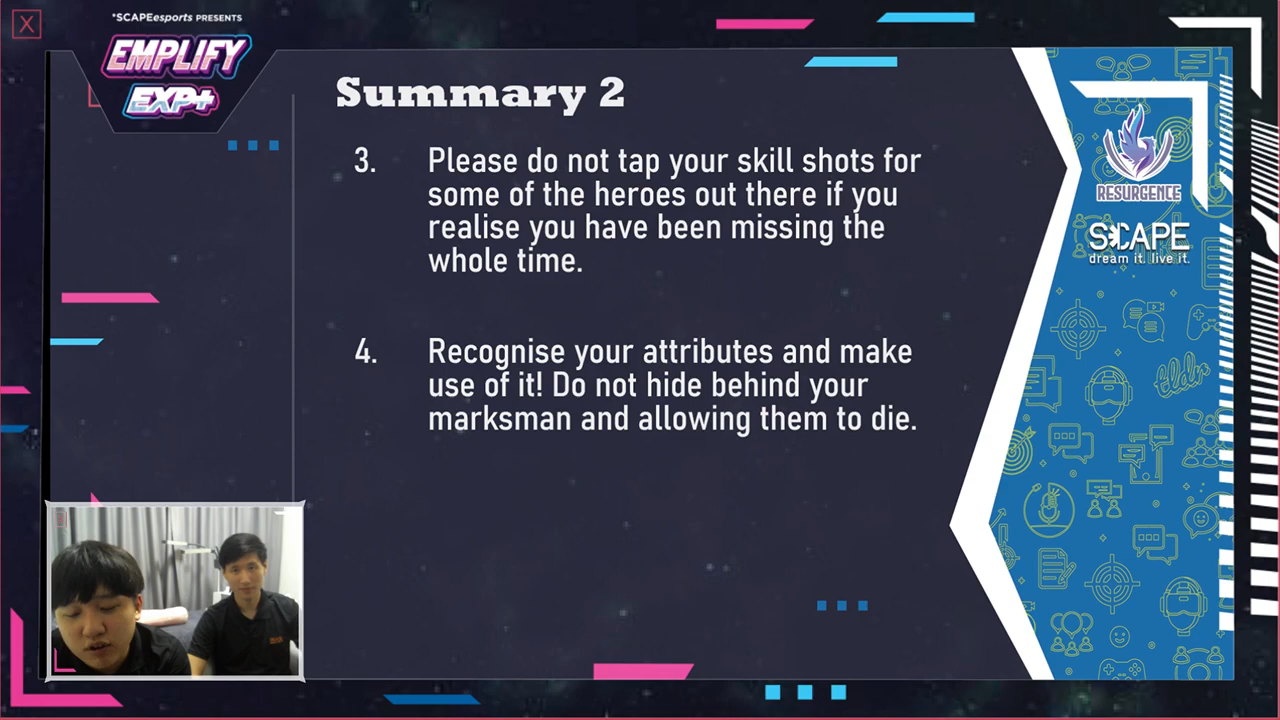 *SCAPEesports PRESENTS
EMPLIFY
EXP+
Summary 2
3. Please do not tap your skill shots for
some of the heroes out there if you
realise you have been missing the
whole time.
4. Recognise your attributes and make
use of it! Do not hide behind your
marksman and allowing them to die.
RESURGENCE
S*CAPE
dream it. live it.
tldr